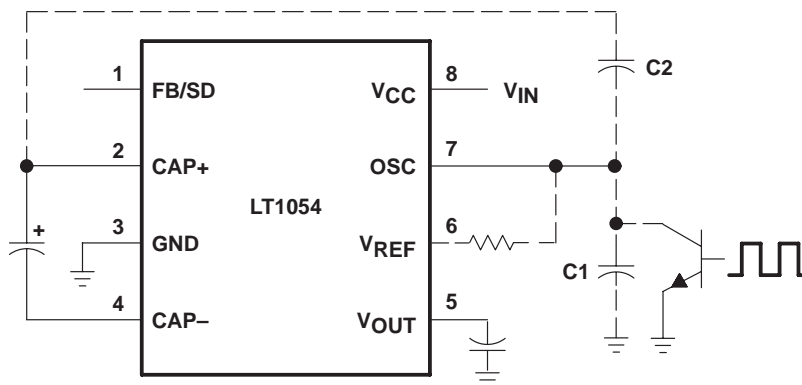 C2
1
FB/SD
VCC
8
VIN
2
CAP+
OSC
7
LT1054
+
3
GND
VREF
6
C1
4
CAP–
VOUT
5